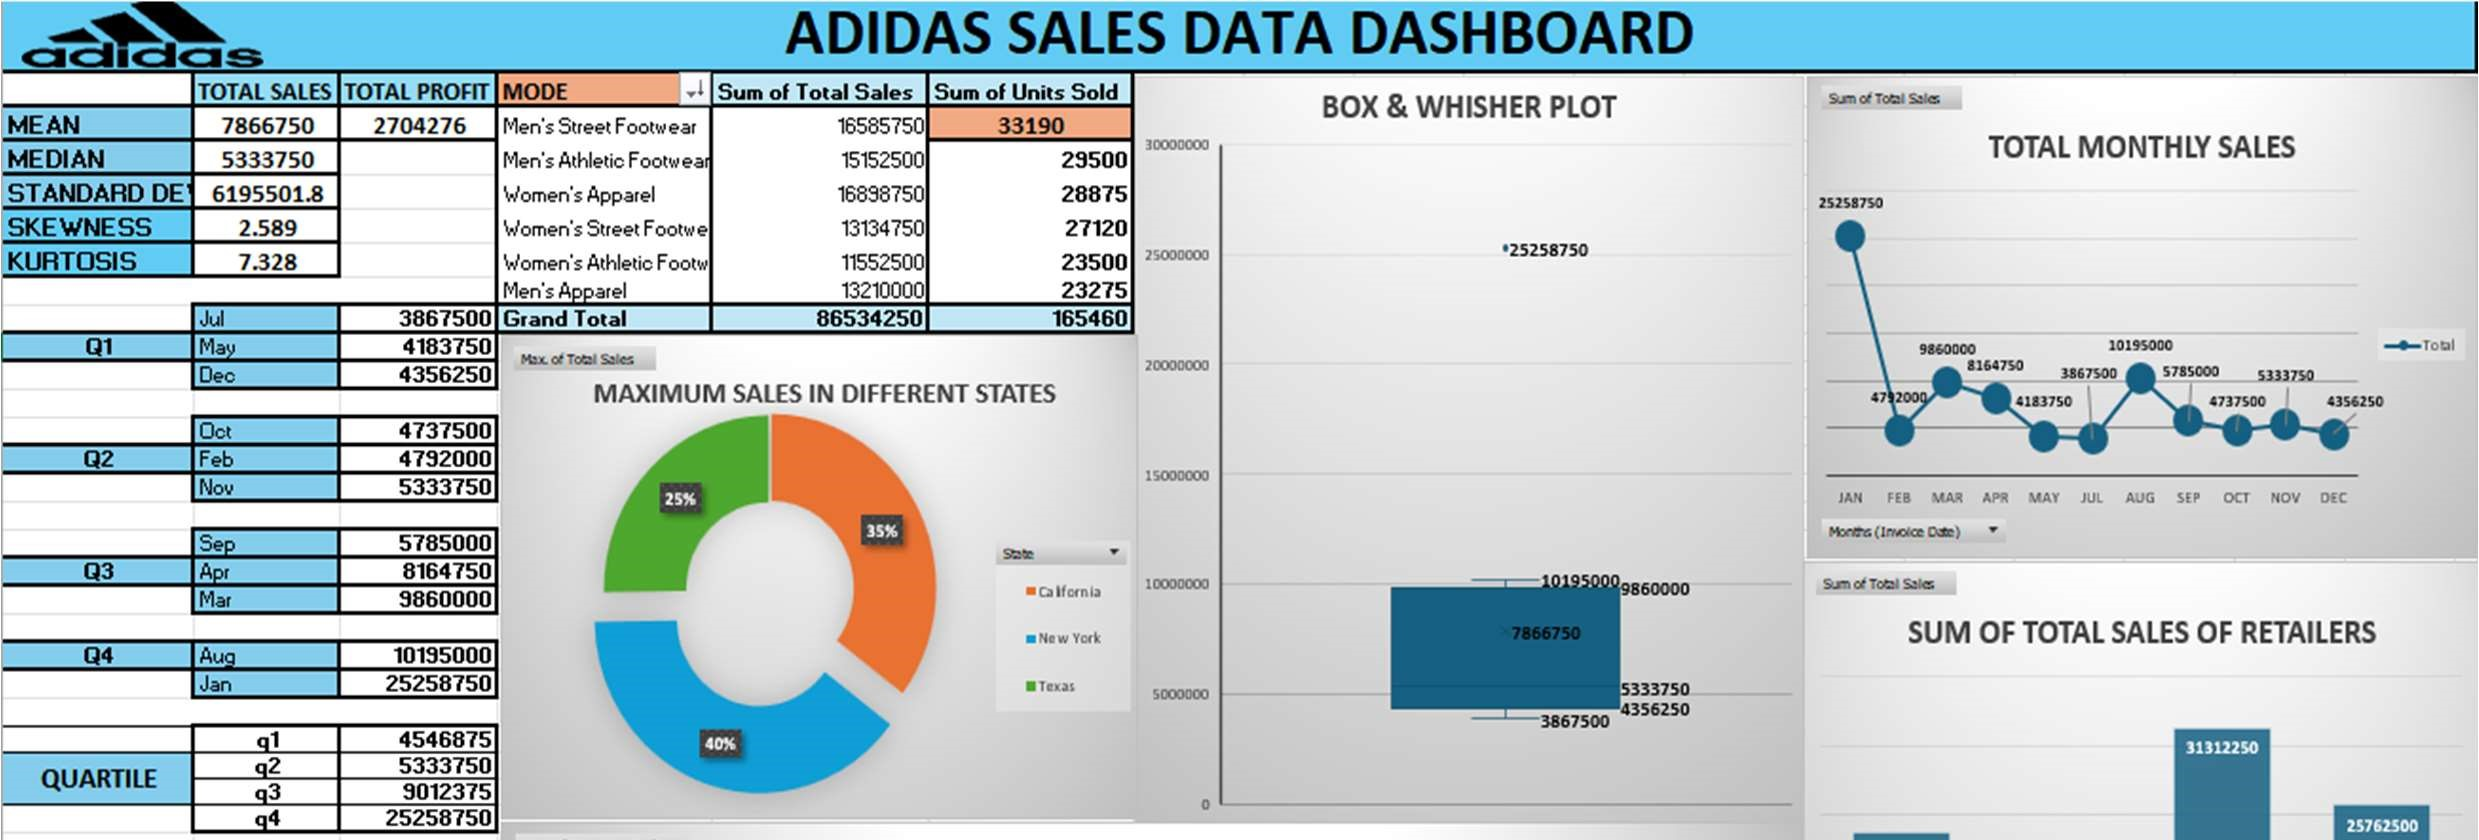 adidas
ADIDAS SALES DATA DASHBOARD
TOTAL SALES TOTAL PROFIT
MEAN 7866750 2704276
MEDIAN 5333750
STANDARD DE 6195501.8
SKEWNESS 2.589
KURTOSIS 7.328
MODE Sum of Total Sales Sum of Units Sold
Men's Street Footwear 16585750 33190
Men's Athletic Footwear 15152500 29500
Women's Apparel 16898750 28875
Women's Street Footwe 13134750 27120
Women's Athletic Footw 11552500 23500
Men's Apparel 13210000 23275
Grand Total 86534250 165460
Jul 3867500
Q1 May 4183750
Dec 4356250
Oct 4737500
Q2 Feb 4792000
Nov 5333750
Sep 5785000
Q3 Apr 8164750
Mar 9860000
Q4 Aug 10195000
Jan 25258750
QUARTILE
q1 4546875
q2 5333750
q3 9012375
q4 25258750
Max. of Total Sales
MAXIMUM SALES IN DIFFERENT STATES
25%
35%
40%
State
California
New York
Texas
BOX & WHISHER PLOT
30000000
25000000
20000000
15000000
10000000
5000000
0
25258750
10195000
9860000
7866750
5333750
4356250
3867500
Sum of Total Sales
TOTAL MONTHLY SALES
25258750
4792000
9860000
8164750
4183750
3867500
10195000
5785000
4737500
5333750
4356250
Total
JAN FEB MAR APR MAY JUL AUG SEP OCT NOV DEC
Months (Invoice Date)
Sum of Total Sales
SUM OF TOTAL SALES OF RETAILERS
31312250
25762500